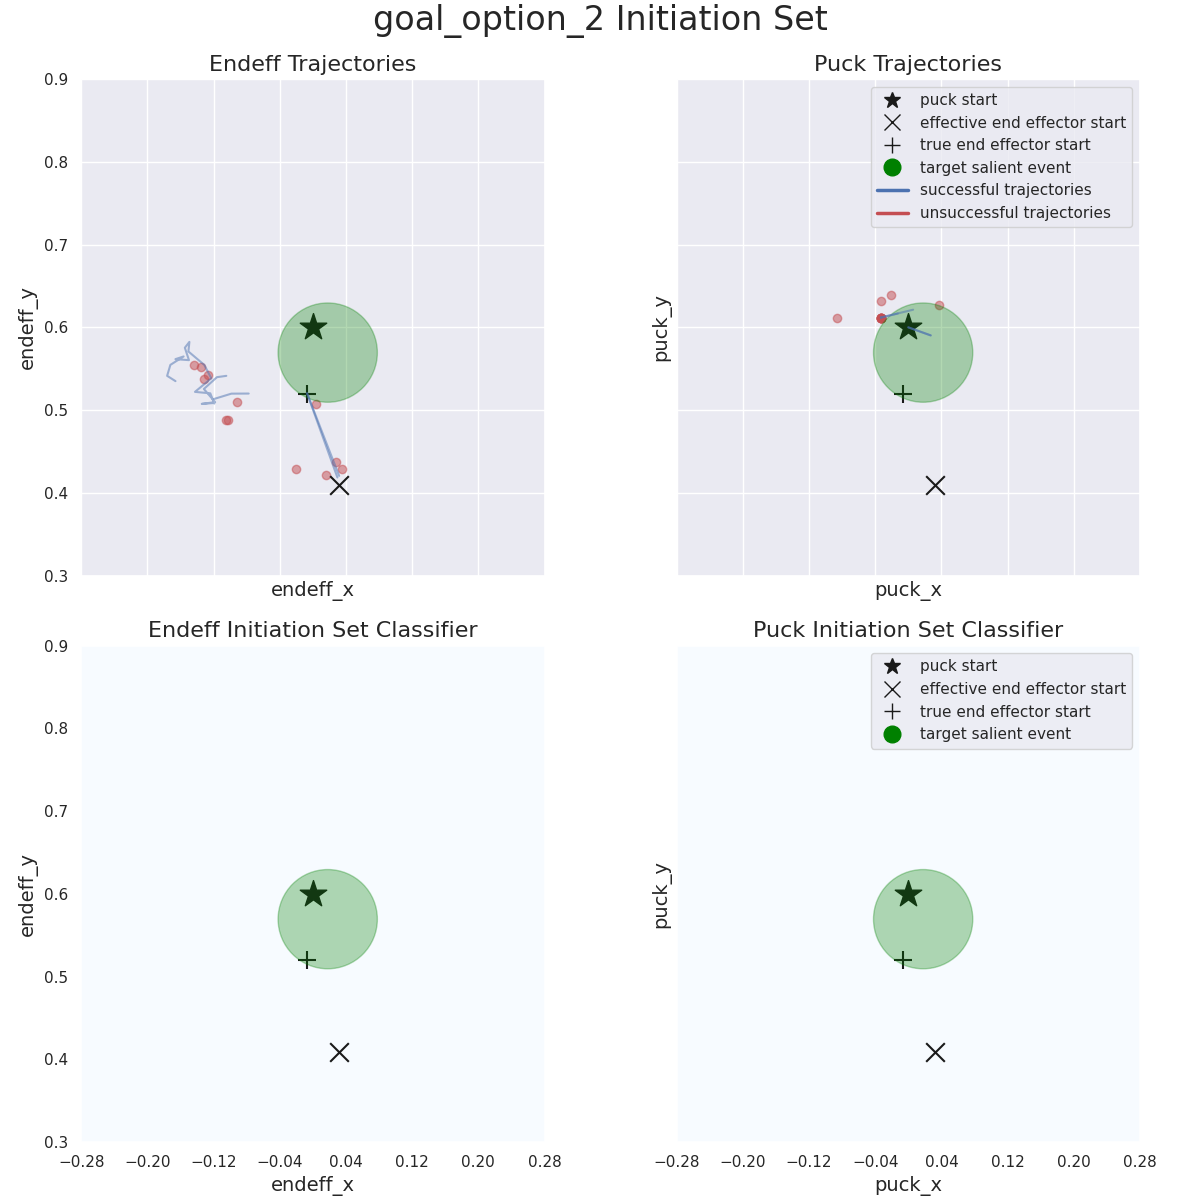 goal_option_2 Initiation Set
Endeff Trajectories
0.9
0.8
0.7
0.6
0.5
0.4
0.3
endeff_y
endeff_x
Puck Trajectories
puck start
effective end effector start
true end effector start
target salient event
successful trajectories
unsuccessful trajectories
puck_y
puck_x
Endeff Initiation Set Classifier
0.9
0.8
0.7
0.6
0.5
0.4
0.3
endeff_y
−0.28 −0.20 −0.12 −0.04 0.04 0.12 0.20 0.28
endeff_x
Puck Initiation Set Classifier
puck start
effective end effector start
true end effector start
target salient event
puck_y
−0.28 −0.20 −0.12 −0.04 0.04 0.12 0.20 0.28
puck_x